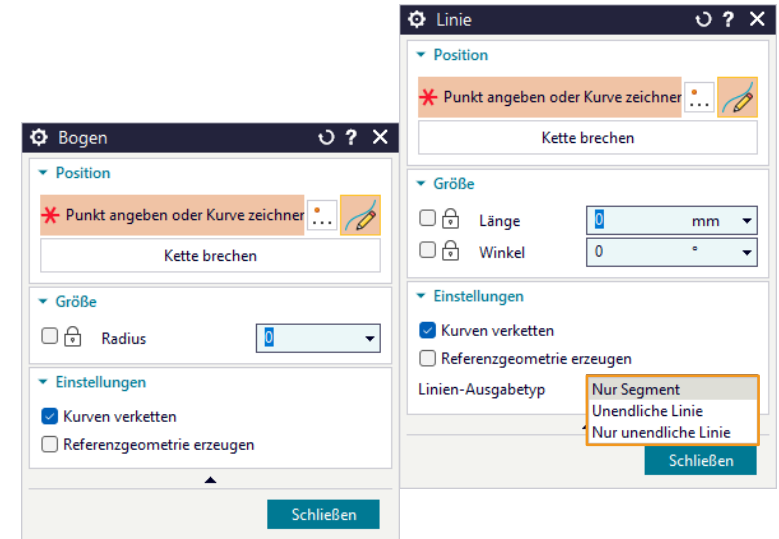 Bogen
Position
Punkt angeben oder Kurve zeichner
Kette brechen
Größe
Radius 0
Einstellungen
Kurven verketten
Referenzgeometrie erzeugen
Schließen
Linie
Position
Punkt angeben oder Kurve zeichner
Kette brechen
Größe
Länge 0 mm
Winkel 0 °
Einstellungen
Kurven verketten
Referenzgeometrie erzeugen
Linien-Ausgabetyp Nur Segment
Unendliche Linie
Nur unendliche Linie
Schließen